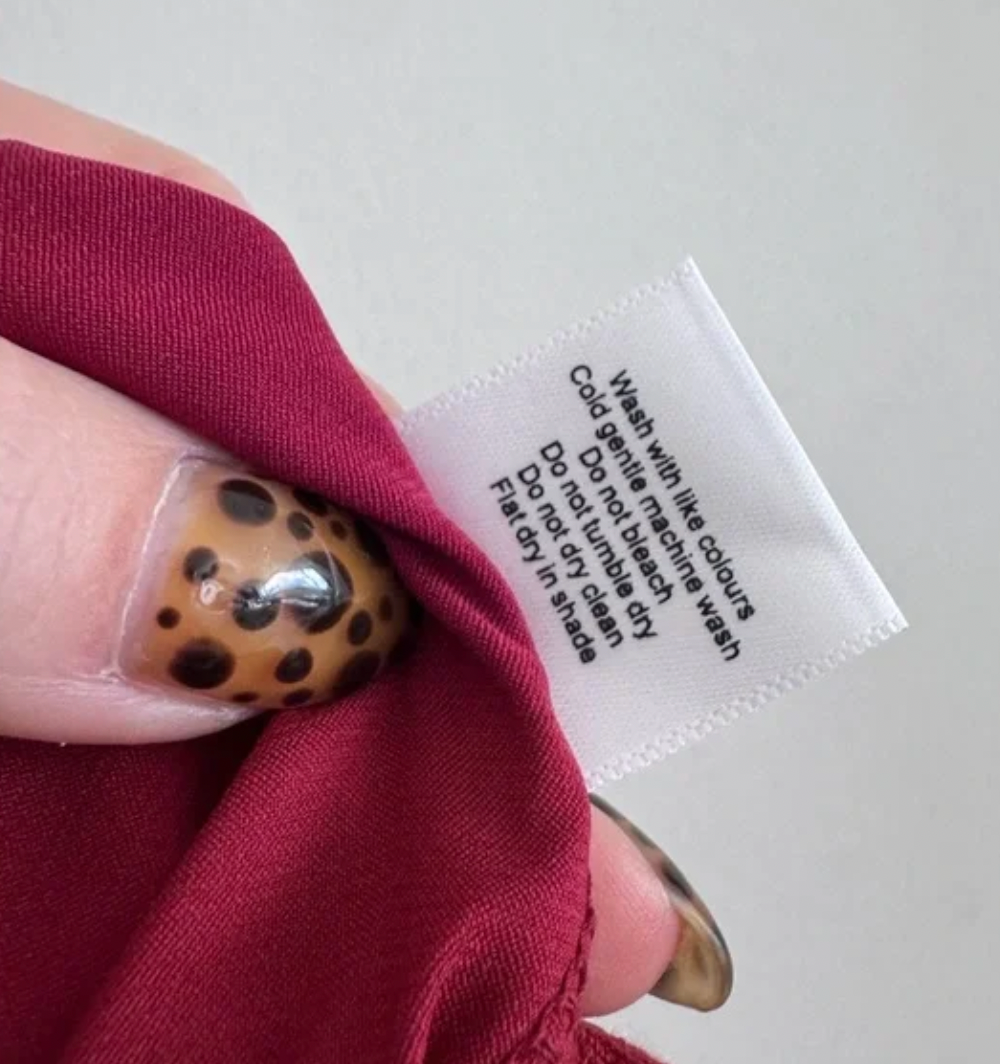 Wash with like colours
Cold gentle machine wash
Do not bleach
Do not tumble dry
Do not dry clean
Flat dry in shade